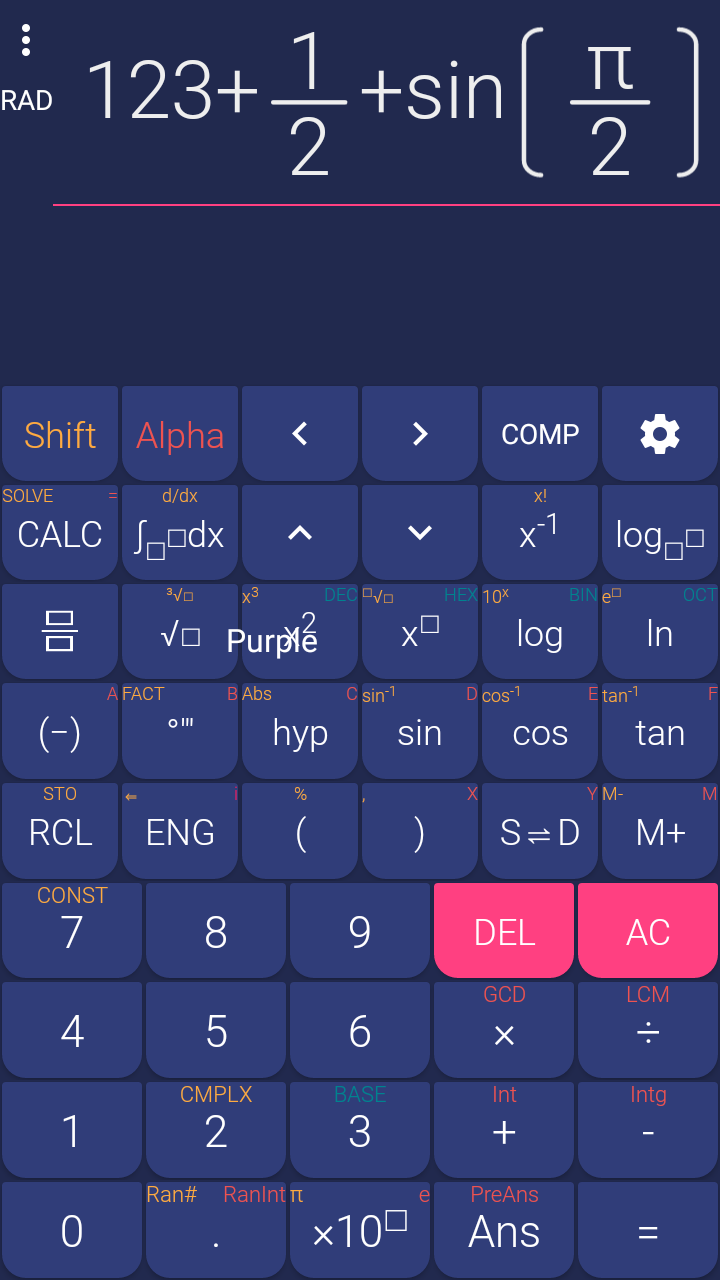 RAD 123+1/2+sin(π/2)
Shift Alpha < > COMP
SOLVE = d/dx x!
CALC ∫□□dx x⁻¹ log□□
³√□ x³ DEC □√□ HEX 10ˣ BIN e□ OCT
√□ x² x□ log ln
Purple
A FACT B Abs C sin⁻¹ D cos⁻¹ E tan⁻¹ F
(−) °''' hyp sin cos tan
STO ⇐ i % , X Y M- M
RCL ENG ( ) S⇌D M+
CONST
7 8 9 DEL AC
GCD LCM
4 5 6 × ÷
CMPLX BASE Int Intg
1 2 3 + -
Ran# RanInt π e PreAns
0 . ×10□ Ans =